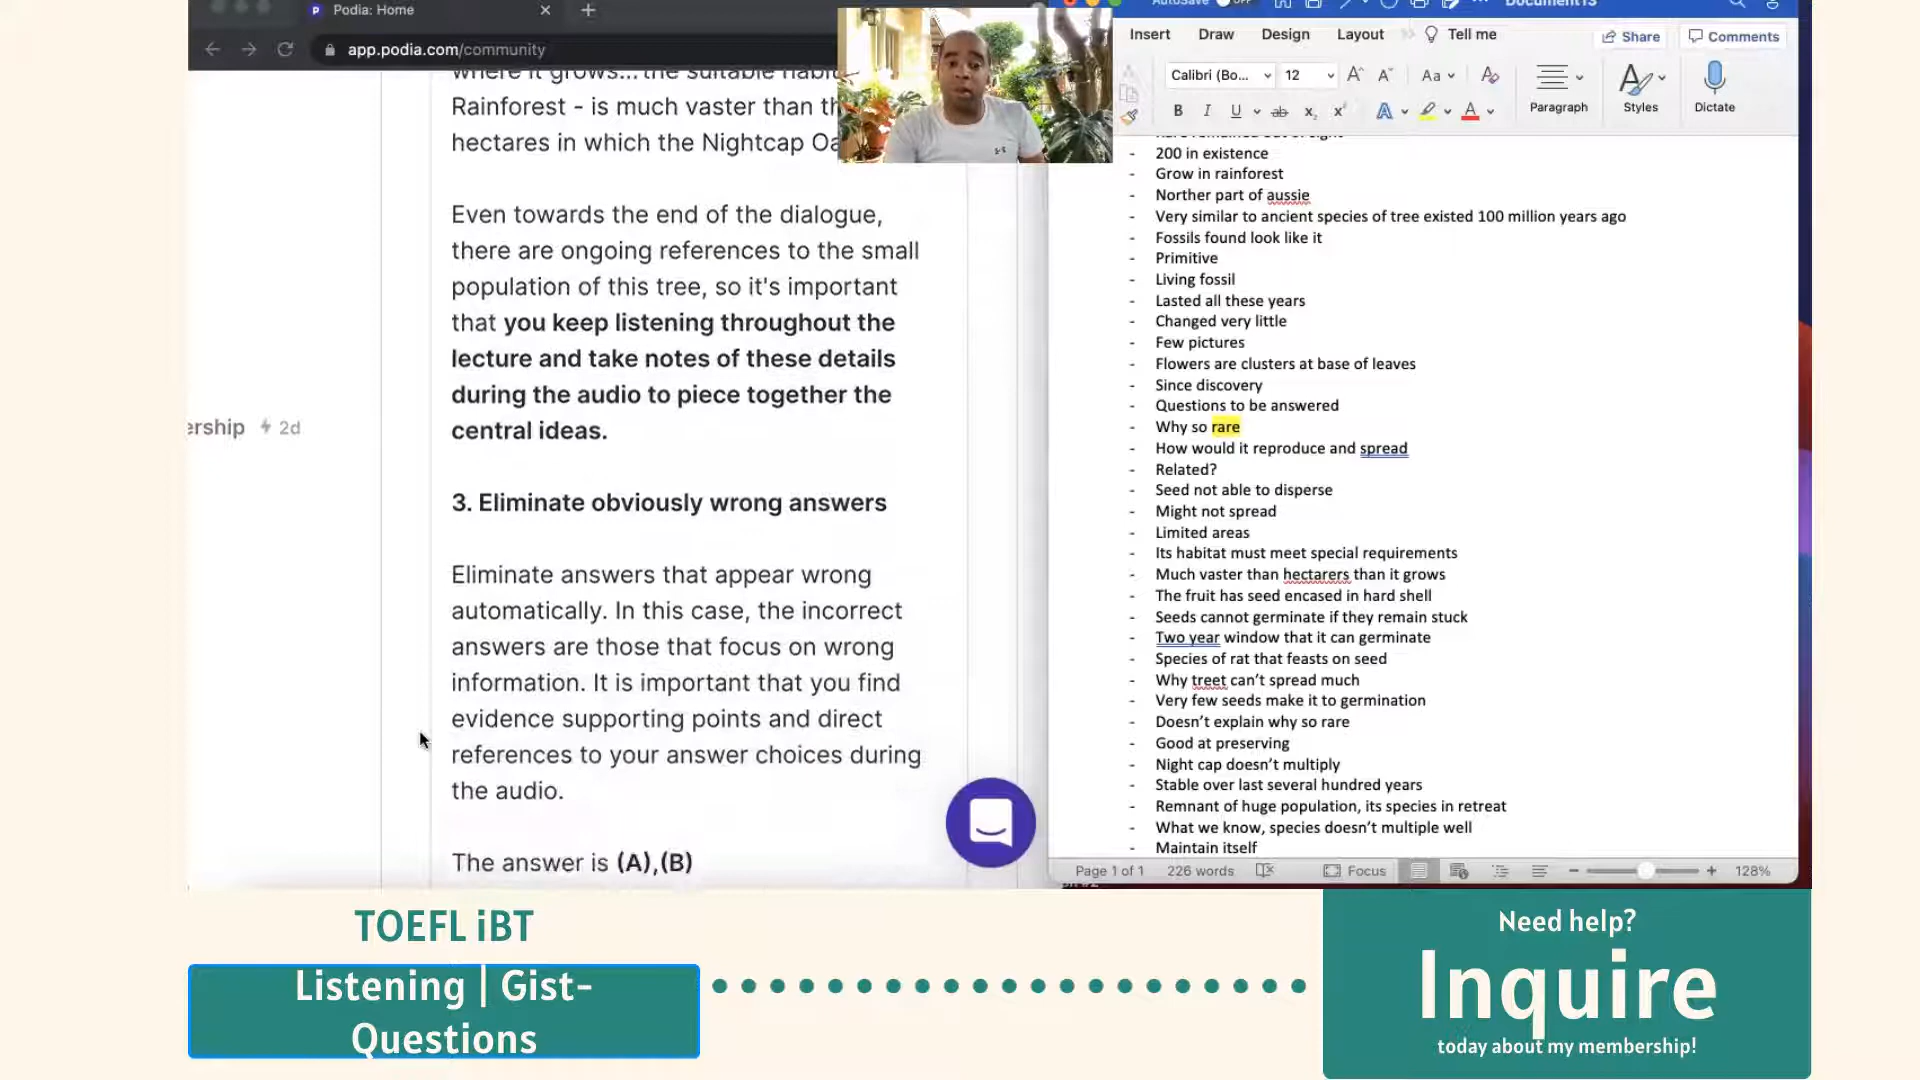 Podia: Home
app.podia.com/community
where it grows...the suitable
Rainforest - is much vaster than
hectares in which the Nightcap
Even towards the end of the dialogue,
there are ongoing references to the small
population of this tree, so it's important
that you keep listening throughout the
lecture and take notes of these details
during the audio to piece together the
central ideas.
ership 2d
3. Eliminate obviously wrong answers
Eliminate answers that appear wrong
automatically. In this case, the incorrect
answers are those that focus on wrong
information. It is important that you find
evidence supporting points and direct
references to your answer choices during
the audio.
The answer is (A),(B)
AutoSave OFF
Document13
Insert Draw Design Layout Tell me
Share Comments
Calibri (Bo... 12
Aa
B I U ab x x A A
Paragraph Styles Dictate
- 200 in existence
- Grow in rainforest
- Norther part of aussie
- Very similar to ancient species of tree existed 100 million years ago
- Fossils found look like it
- Primitive
- Living fossil
- Lasted all these years
- Changed very little
- Few pictures
- Flowers are clusters at base of leaves
- Since discovery
- Questions to be answered
- Why so rare
- How would it reproduce and spread
- Related?
- Seed not able to disperse
- Might not spread
- Limited areas
- Its habitat must meet special requirements
- Much vaster than hectarers than it grows
- The fruit has seed encased in hard shell
- Seeds cannot germinate if they remain stuck
- Two year window that it can germinate
- Species of rat that feasts on seed
- Why treet can't spread much
- Very few seeds make it to germination
- Doesn't explain why so rare
- Good at preserving
- Night cap doesn't multiply
- Stable over last several hundred years
- Remnant of huge population, its species in retreat
- What we know, species doesn't multiple well
- Maintain itself
Page 1 of 1 226 words Focus 128%
TOEFL iBT
Listening | Gist-
Questions
Need help?
Inquire
today about my membership!